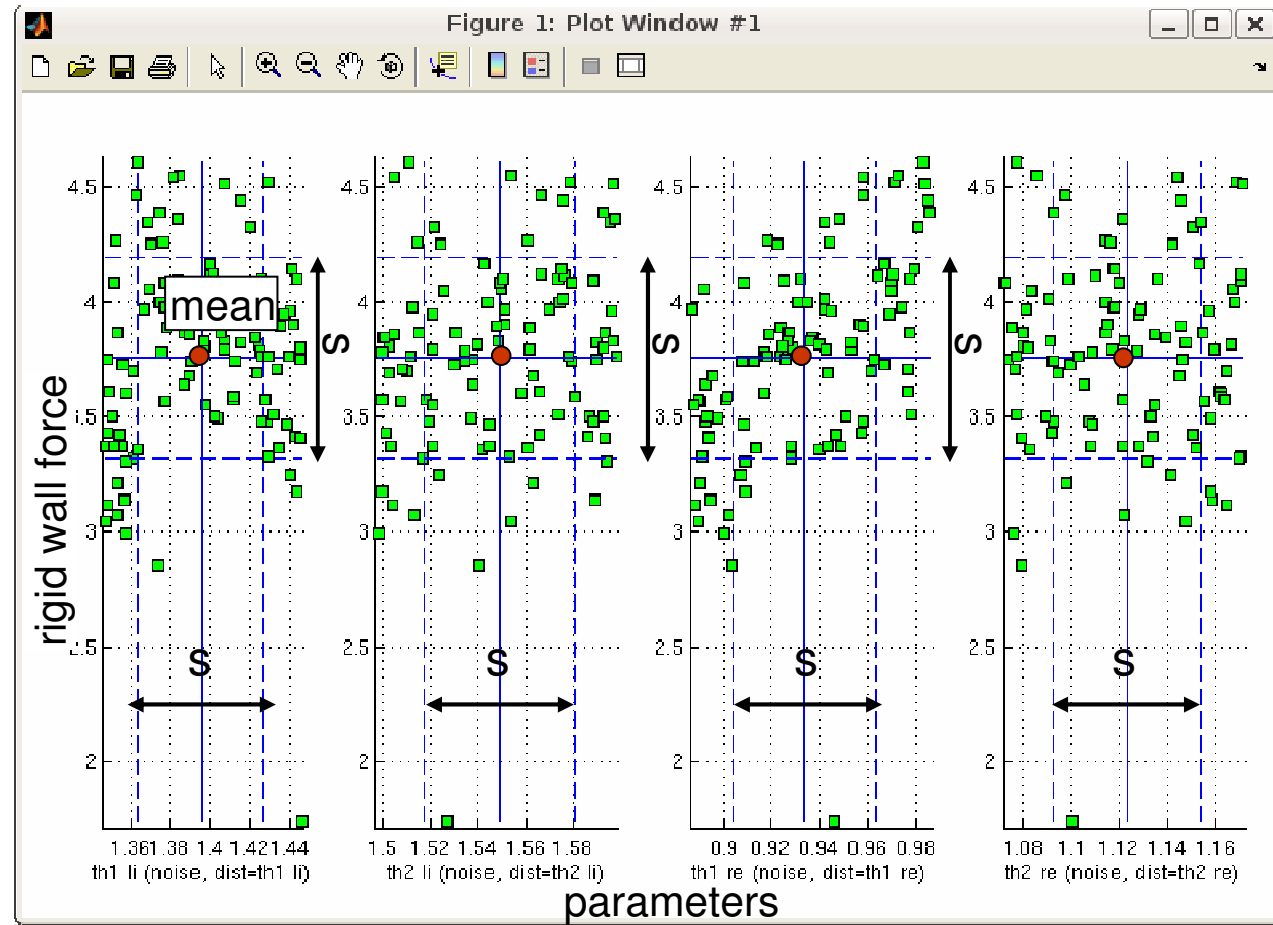 Figure 1: Plot Window #1
4.5 4.5 4.5 4.5
4 4 4 4
mean
s s s
3.5 3.5 3.5 3.5
rigid wall force
3 3 3 3
2.5 2.5 2.5
s s s s
2 2 2 2
1.36 1.38 1.4 1.42 1.44 1.5 1.52 1.54 1.56 1.58 0.9 0.92 0.94 0.96 0.98 1.08 1.1 1.12 1.14 1.16
th1 li (noise, dist=th1 li) th2 li (noise, dist=th2 li) th1 re (noise, dist=th1 re) th2 re (noise, dist=th2 re)
parameters